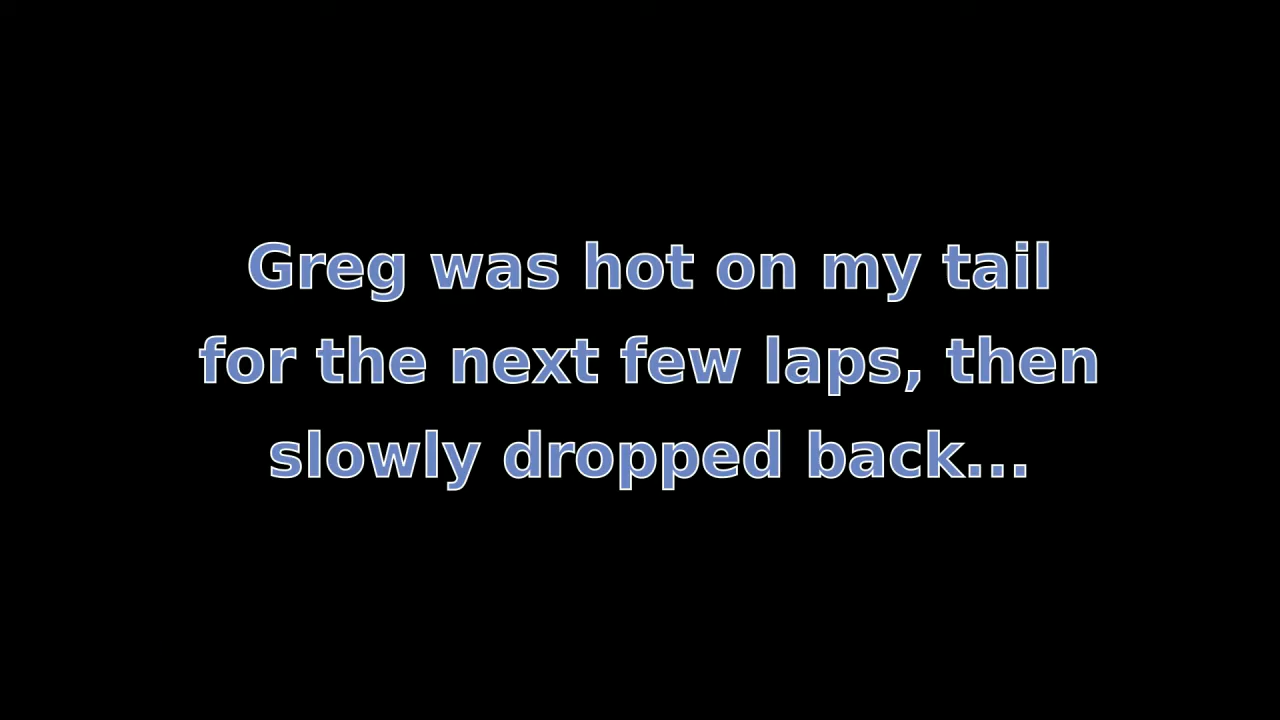 Greg was hot on my tail
for the next few laps, then
slowly dropped back...